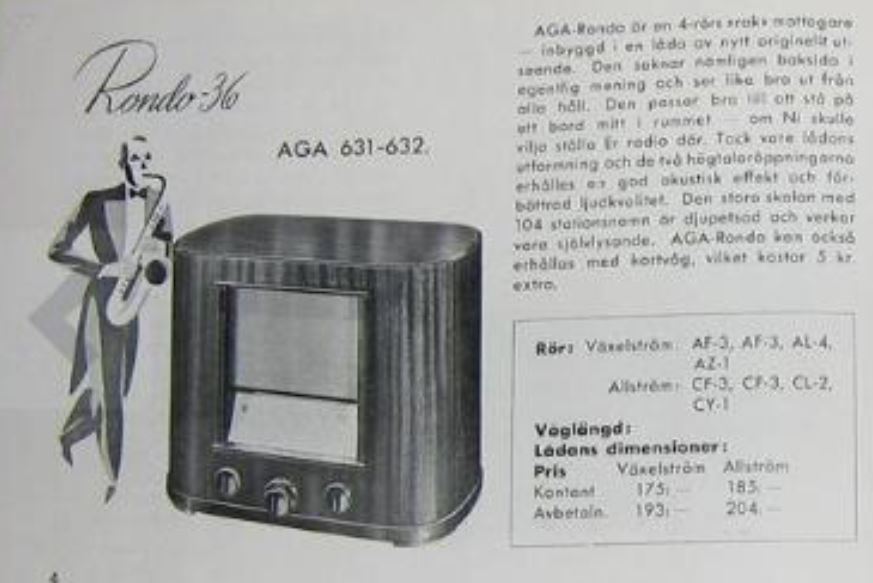 Rondo-36
AGA 631-632.
AGA-Ronda är en 4-rörs »rak» mottagare
— inbyggd i en låda av nytt originellt ut-
seende. Den saknar nämligen baksida i
egentlig mening och ser lika bra ut från
alla håll. Den passar bra till att stå på
ett bord mitt i rummet — om Ni skulle
vilja ställa Er radio där. Tack vare lådans
utformning och de två högtalaröppningarna
erhålles en god akustisk effekt och för-
bättrad ljudkvalitet. Den stora skalan med
104 stationsnamn är djupetsad och verkar
vara självlysande. AGA-Ronda kan också
erhållas med kortvåg, vilket kostar 5 kr.
extra.
Rör: Växelström: AF-3, AF-3, AL-4,
AZ-1
Allström: CF-3, CF-3, CL-2,
CY-1
Våglängd:
Lådans dimensioner:
Pris Växelström Allström
Kontant 175: — 185: —
Avbetaln. 193: — 204: —
4